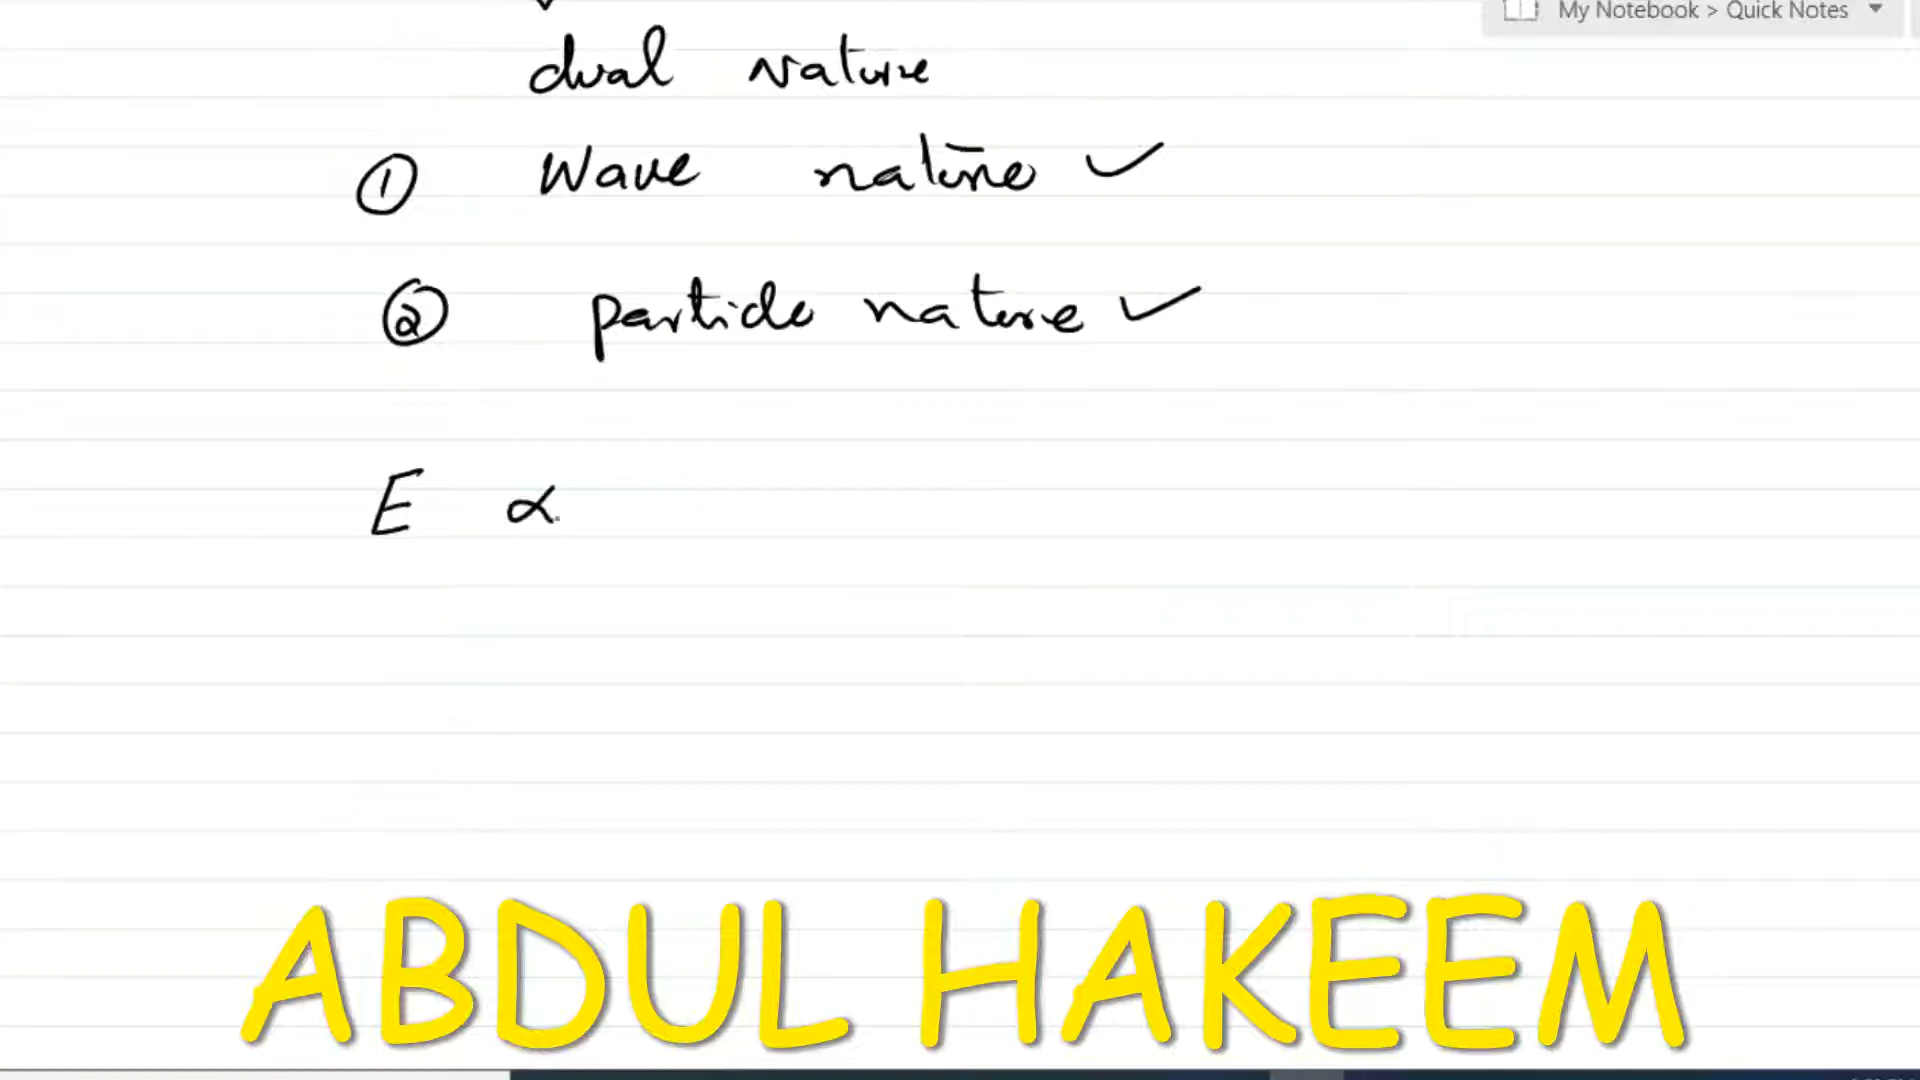 My Notebook > Quick Notes
dual Nature
① Wave nature ✓
② particle nature ✓
E α
ABDUL HAKEEM